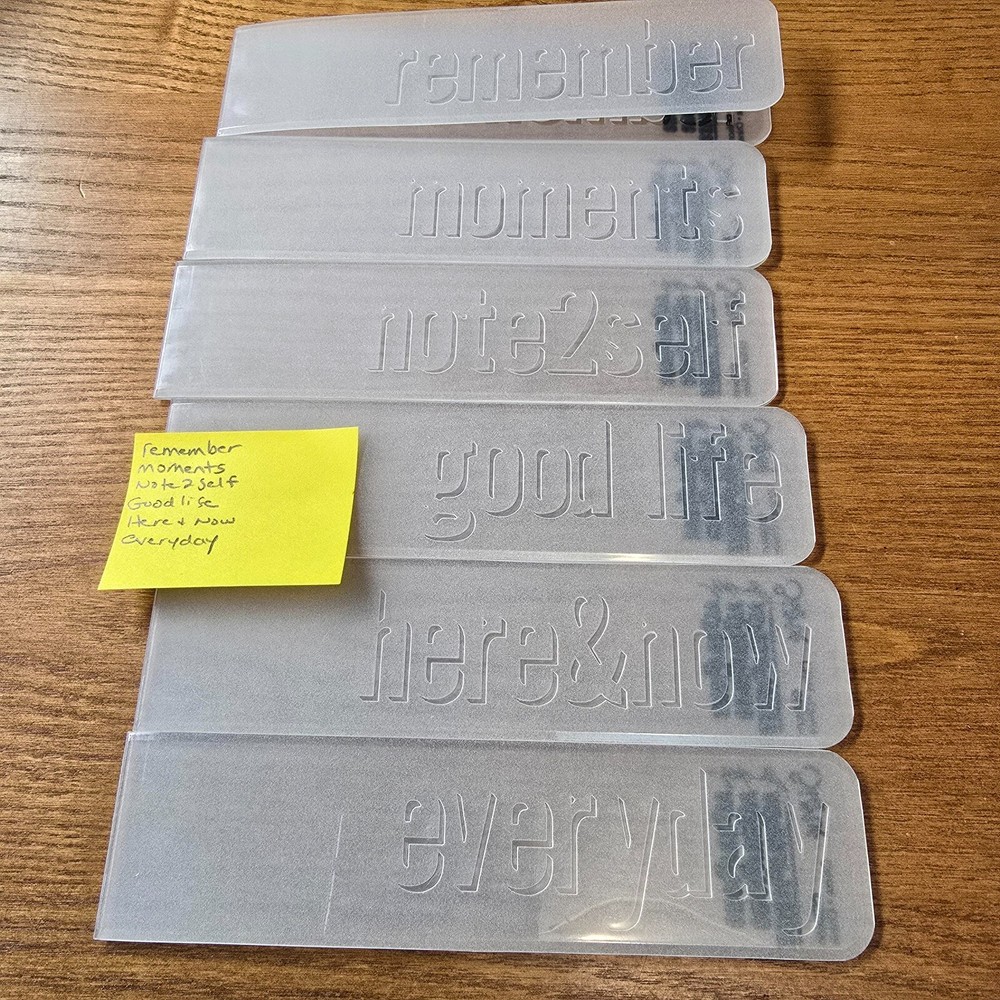 remember
moments
note2self
good life
remember
moments
Note 2 Self
Good life
Here + Now
everyday
here&now
everyday